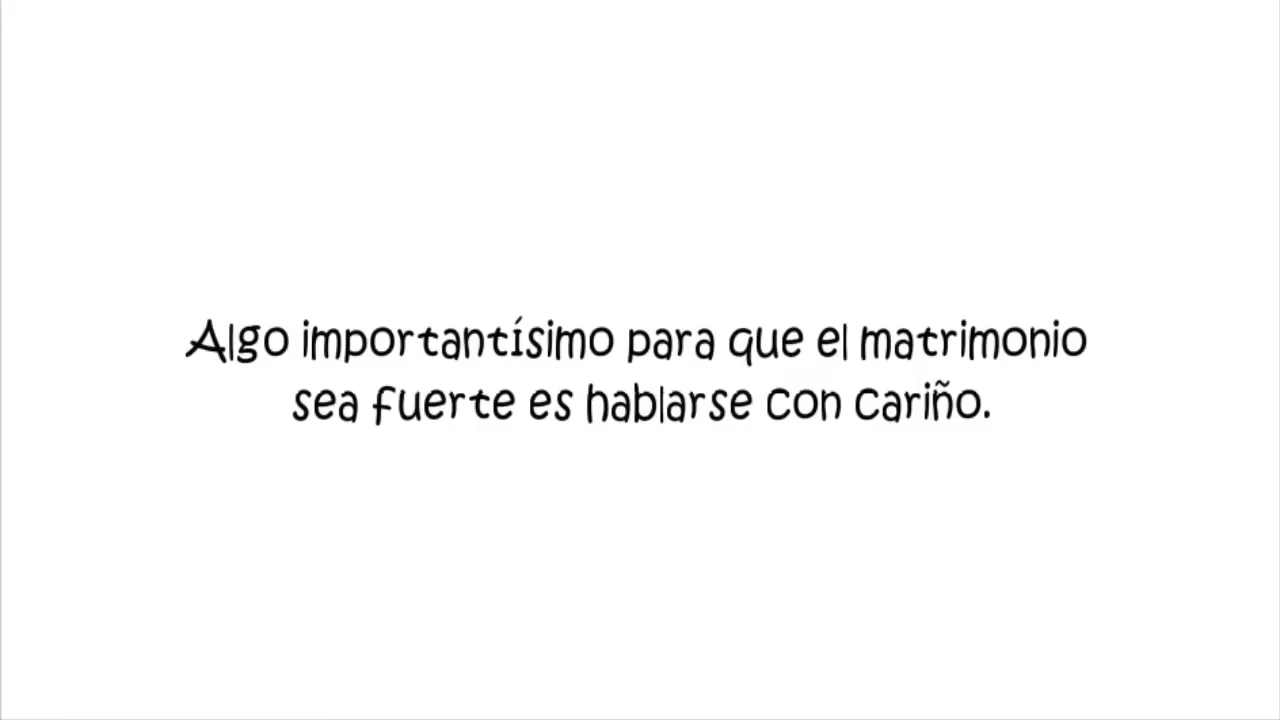 Algo importantísimo para que el matrimonio
sea fuerte es hablarse con cariño.